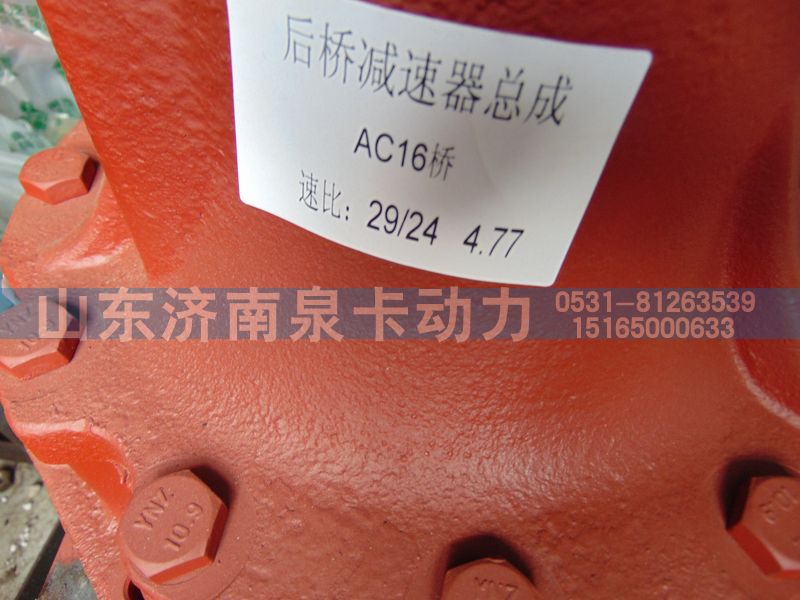 后桥减速器总成
AC16桥
速比：29/24 4.77
山东济南泉卡动力
0531-81263539
15165000633
YNZ
10.9
YNZ